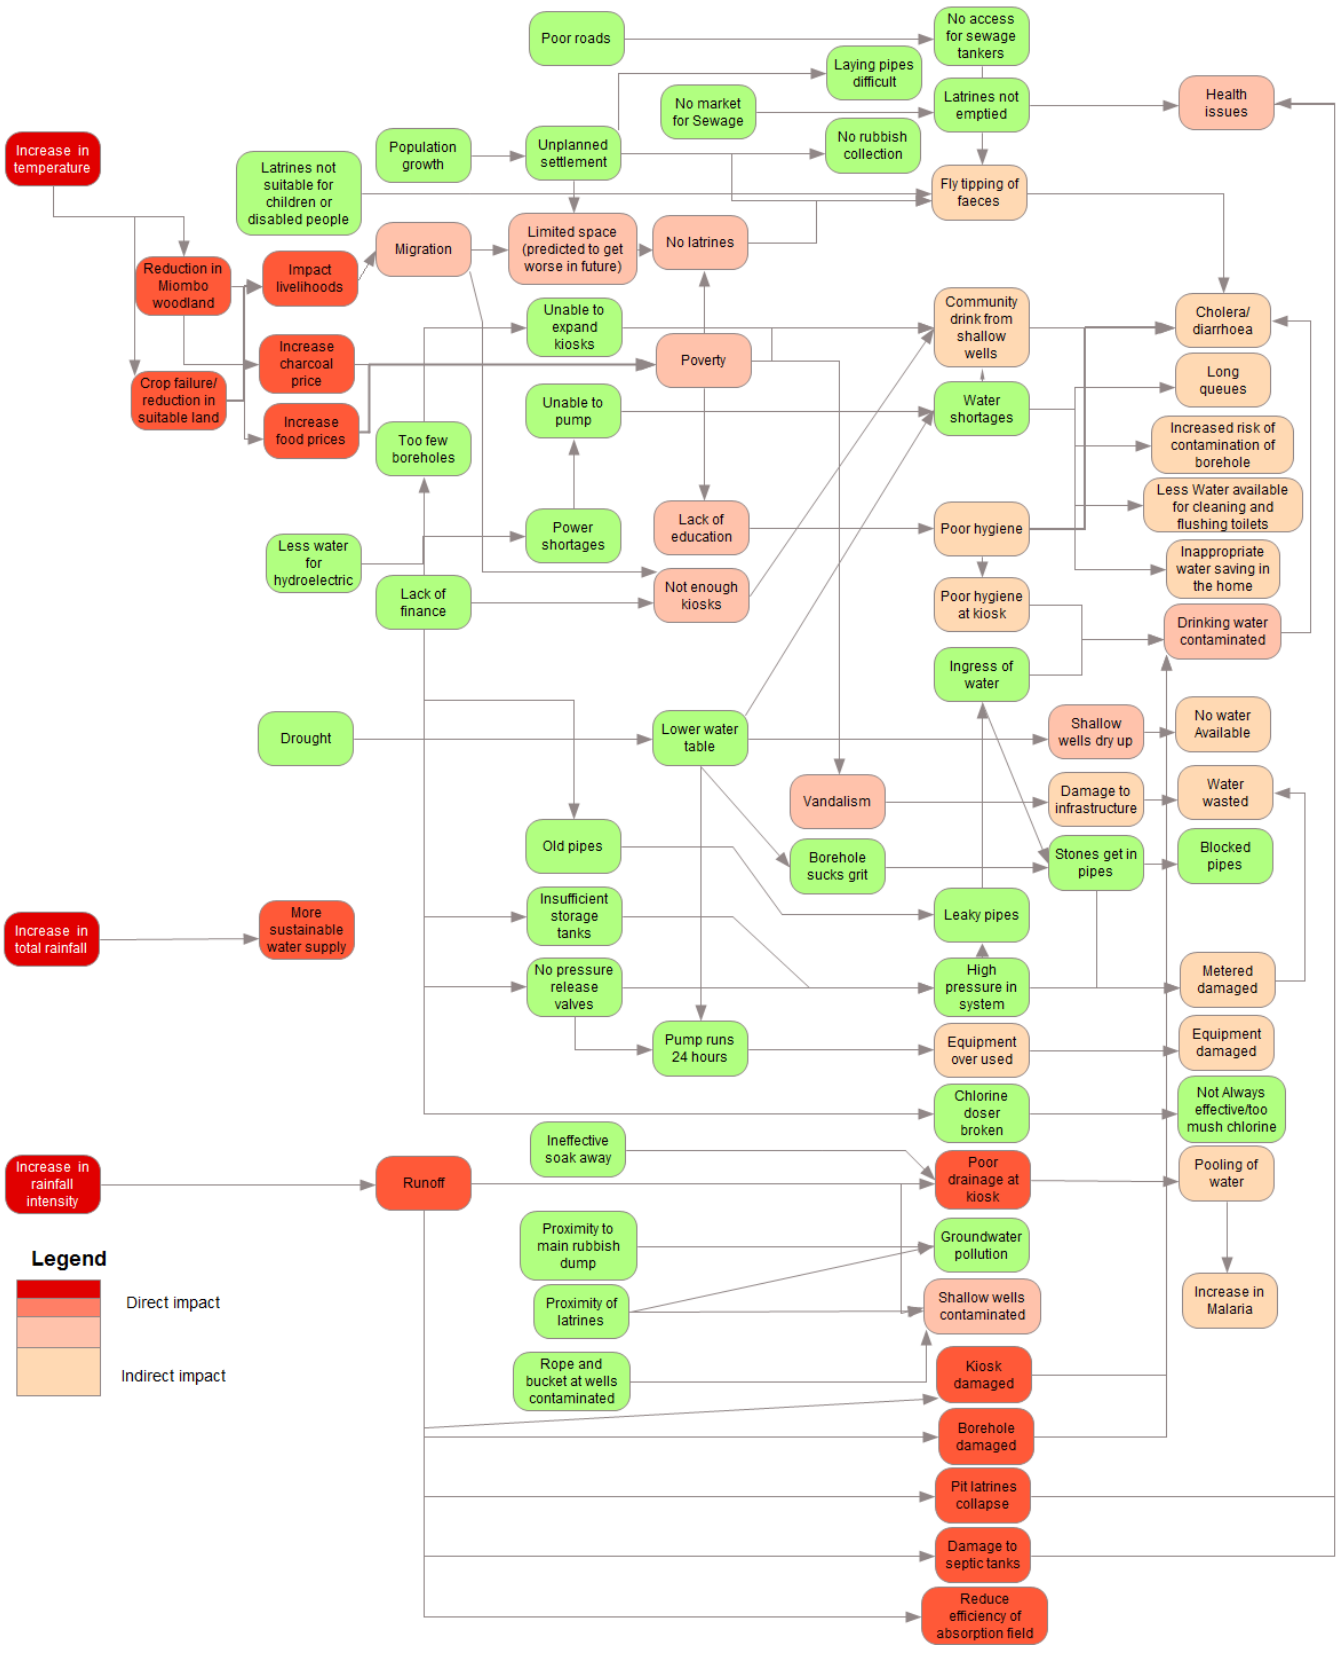 No access
for sewage
tankers
Poor roads
Laying pipes
difficult
No market
for Sewage
Latrines not
emptied
Health
issues
Increase  in
temperature
Population
growth
Unplanned
settlement
No rubbish
collection
Latrines not
suitable for
children or
disabled people
Fly tipping of
faeces
Migration
Limited space
(predicted to get
worse in future)
No latrines
Reduction in
Miombo
woodland
Impact
livelihoods
Unable to
expand
kiosks
Community
drink from
shallow
wells
Cholera/
diarrhoea
Increase
charcoal
price
Poverty
Long
queues
Crop failure/
reduction in
suitable land
Increase
food prices
Unable to
pump
Water
shortages
Too few
boreholes
Increased risk of
contamination of
borehole
Less Water available
for cleaning and
flushing toilets
Less water
for
hydroelectric
Power
shortages
Lack of
education
Poor hygiene
Inappropriate
water saving in
the home
Lack of
finance
Not enough
kiosks
Poor hygiene
at kiosk
Drinking water
contaminated
Ingress of
water
Drought
Lower water
table
Shallow
wells dry up
No water
Available
Vandalism
Damage to
infrastructure
Water
wasted
Old pipes
Borehole
sucks grit
Stones get in
pipes
Blocked
pipes
Increase  in
total rainfall
More
sustainable
water supply
Insufficient
storage
tanks
Leaky pipes
No pressure
release
valves
High
pressure in
system
Metered
damaged
Pump runs
24 hours
Equipment
over used
Equipment
damaged
Chlorine
doser
broken
Not Always
effective/too
mush chlorine
Ineffective
soak away
Increase  in
rainfall
intensity
Runoff
Poor
drainage at
kiosk
Pooling of
water
Proximity to
main rubbish
dump
Groundwater
pollution
Legend
Direct impact
Indirect impact
Proximity of
latrines
Shallow wells
contaminated
Increase in
Malaria
Rope and
bucket at wells
contaminated
Kiosk
damaged
Borehole
damaged
Pit latrines
collapse
Damage to
septic tanks
Reduce
efficiency of
absorption field